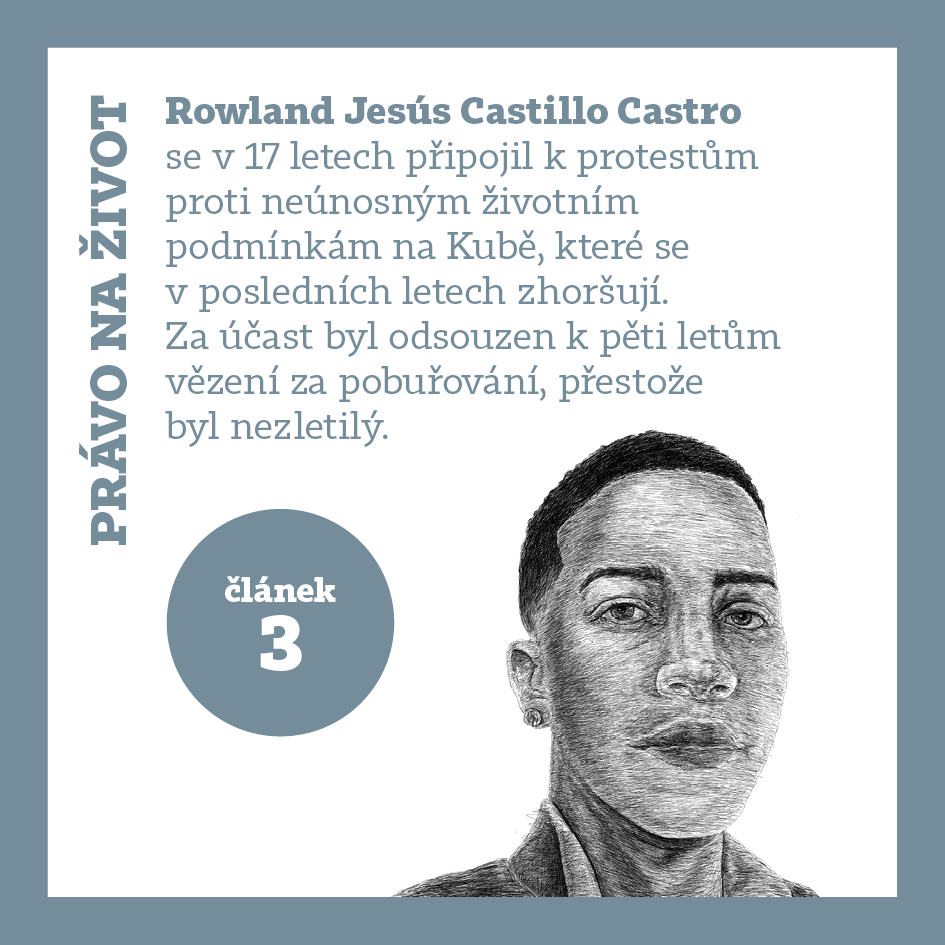 PRÁVO NA ŽIVOT
Rowland Jesús Castillo Castro
se v 17 letech připojil k protestům
proti neúnosným životním
podmínkám na Kubě, které se
v posledních letech zhoršují.
Za účast byl odsouzen k pěti letům
vězení za pobuřování, přestože
byl nezletilý.
článek
3